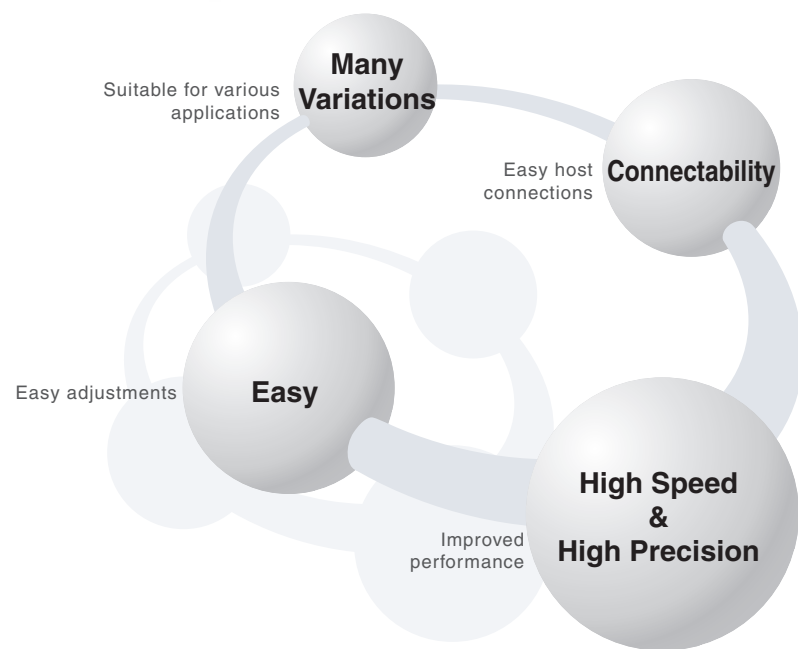 Many
Variations
Suitable for various
applications
Connectability
Easy host
connections
Easy
Easy adjustments
High Speed
&
High Precision
Improved
performance